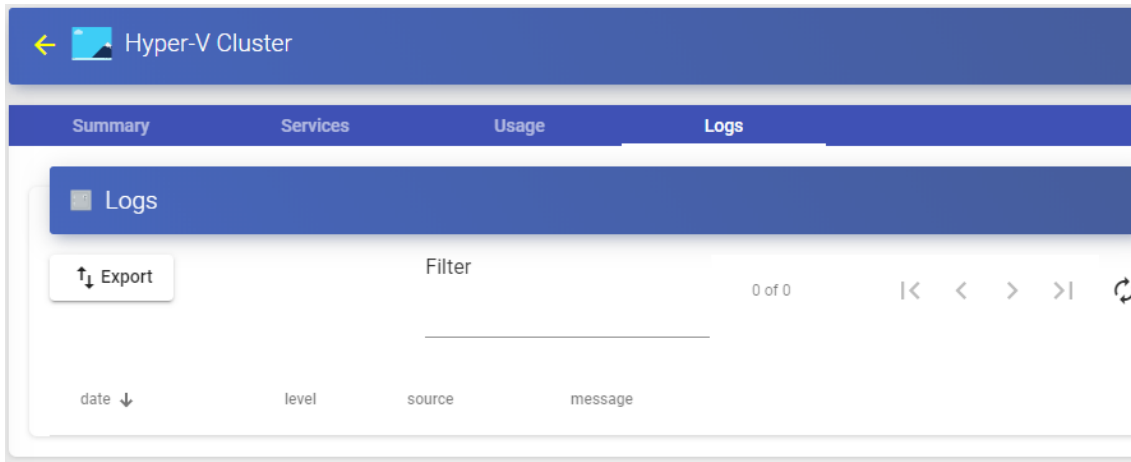 Hyper-V Cluster
Summary Services Usage Logs
Logs
Export Filter
0 of 0
date level source message